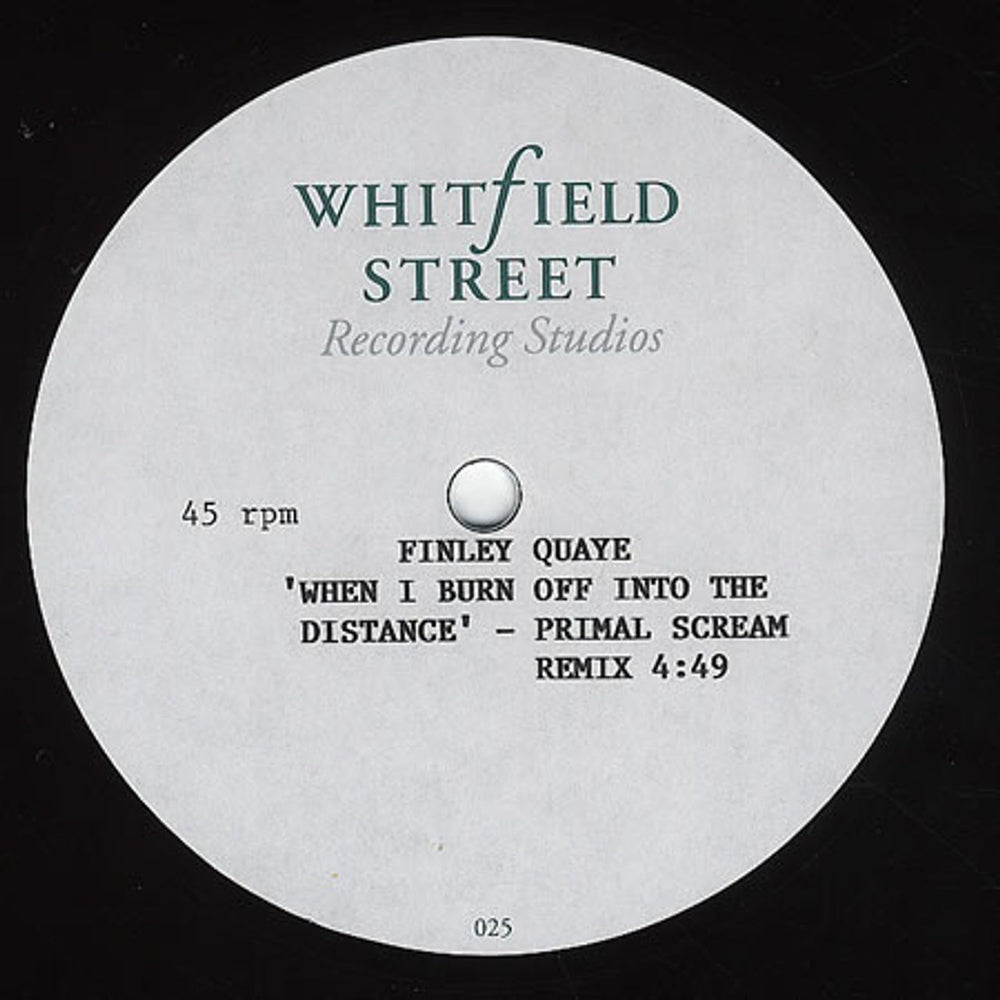 WHITfIELD
STREET
Recording Studios
45 rpm
FINLEY QUAYE
'WHEN I BURN OFF INTO THE
DISTANCE' - PRIMAL SCREAM
REMIX 4:49
025